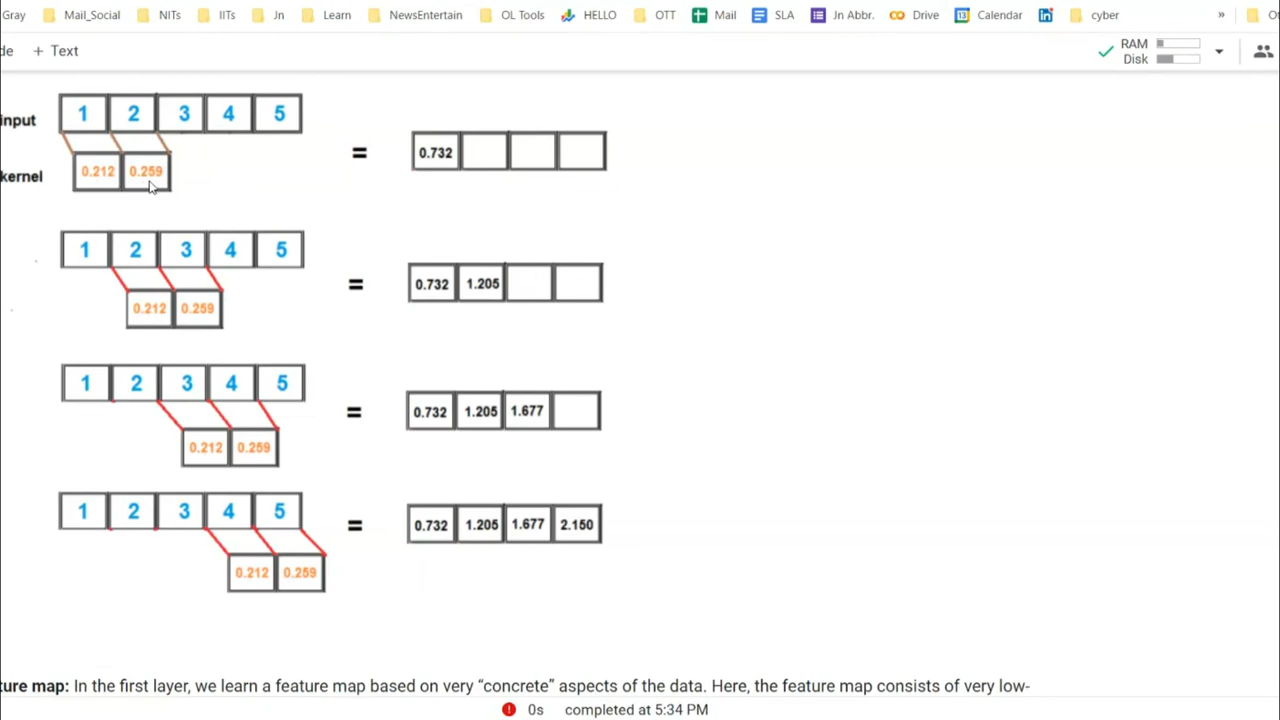 Gray Mail_Social NITs IITs Jn Learn NewsEntertain OL Tools HELLO OTT Mail SLA Jn Abbr. Drive 13 Calendar in cyber » O
de + Text RAM
Disk
input 1 2 3 4 5
kernel 0.212 0.259 = 0.732
1 2 3 4 5
0.212 0.259 = 0.732 1.205
1 2 3 4 5
0.212 0.259 = 0.732 1.205 1.677
1 2 3 4 5
0.212 0.259 = 0.732 1.205 1.677 2.150
ture map: In the first layer, we learn a feature map based on very “concrete” aspects of the data. Here, the feature map consists of very low-
0s completed at 5:34 PM